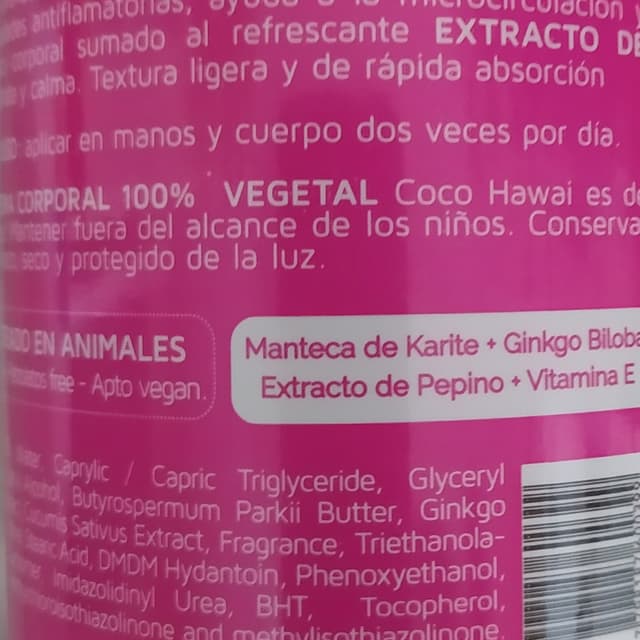 antiflamatorias, ayuda a la microcirculación
corporal sumado al refrescante EXTRACTO DE
y calma. Textura ligera y de rápida absorción
aplicar en manos y cuerpo dos veces por día.
CORPORAL 100% VEGETAL Coco Hawai es de
Mantener fuera del alcance de los niños. Conserva
seco y protegido de la luz.
EN ANIMALES
free - Apto vegan.
Manteca de Karite + Ginkgo Biloba
Extracto de Pepino + Vitamina E
Water, Caprylic / Capric Triglyceride, Glyceryl
Alcohol, Butyrospermum Parkii Butter, Ginkgo
Cucumis Sativus Extract, Fragrance, Triethanola-
Stearic Acid, DMDM Hydantoin, Phenoxyethanol,
Imidazolidinyl Urea, BHT, Tocopherol,
and methylisothiazolinone.